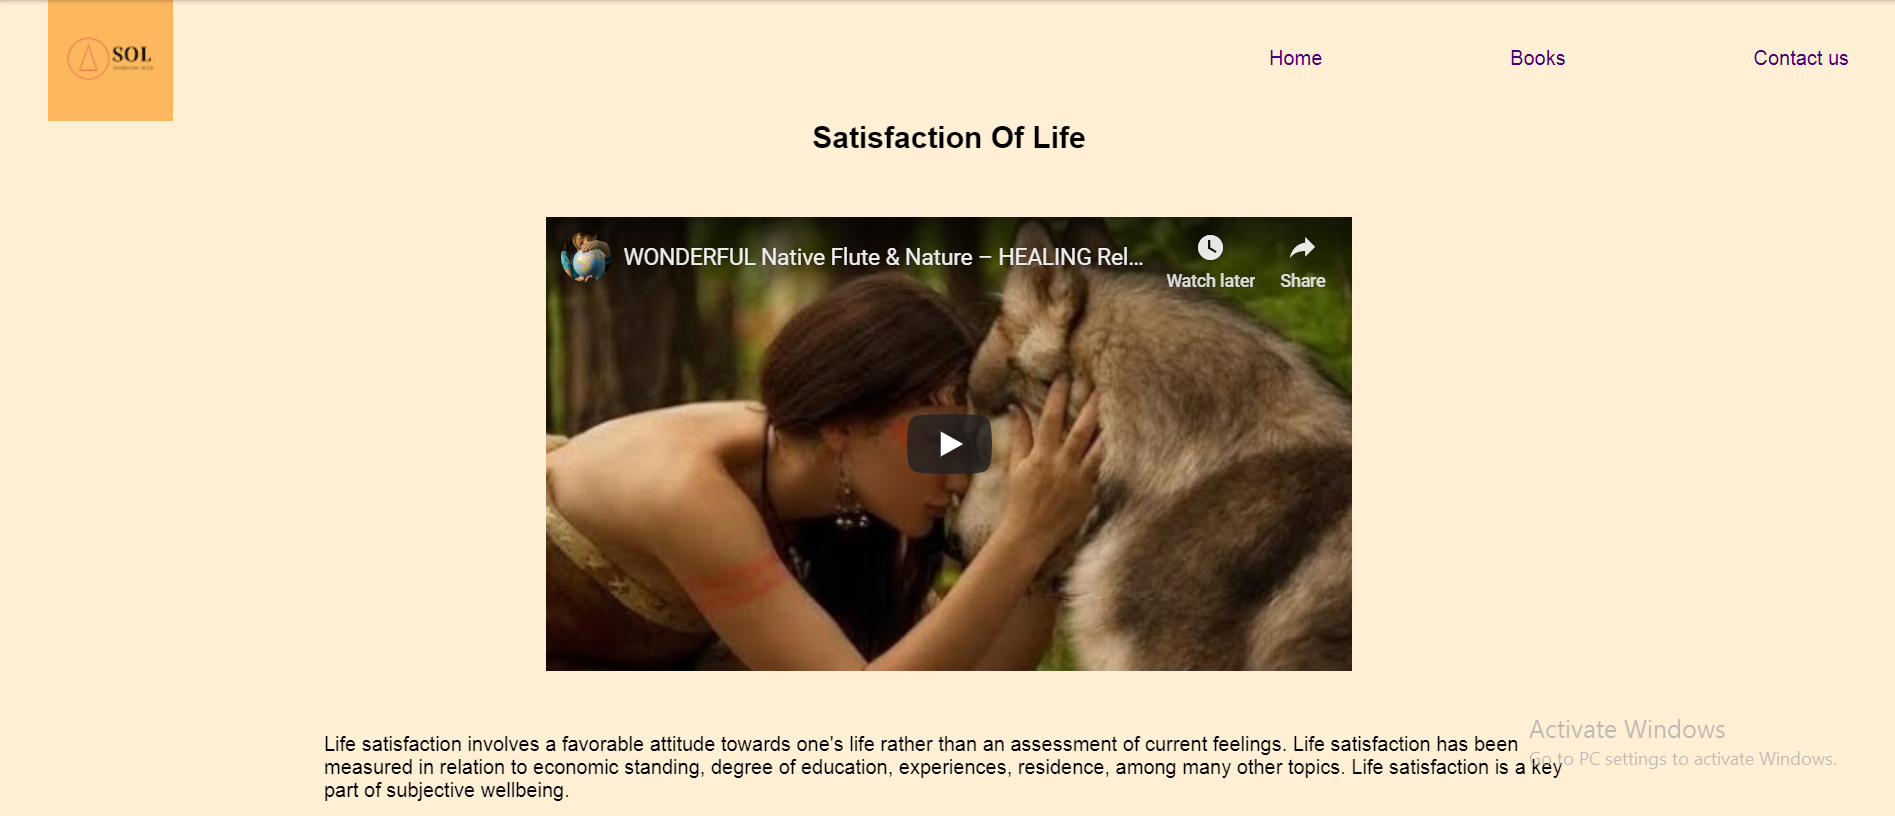 SOL
Home
Books
Contact us
Satisfaction Of Life
WONDERFUL Native Flute & Nature – HEALING Rel...
Watch later
Share
Life satisfaction involves a favorable attitude towards one's life rather than an assessment of current feelings. Life satisfaction has been
measured in relation to economic standing, degree of education, experiences, residence, among many other topics. Life satisfaction is a key
part of subjective wellbeing.
Activate Windows
Go to PC settings to activate Windows.